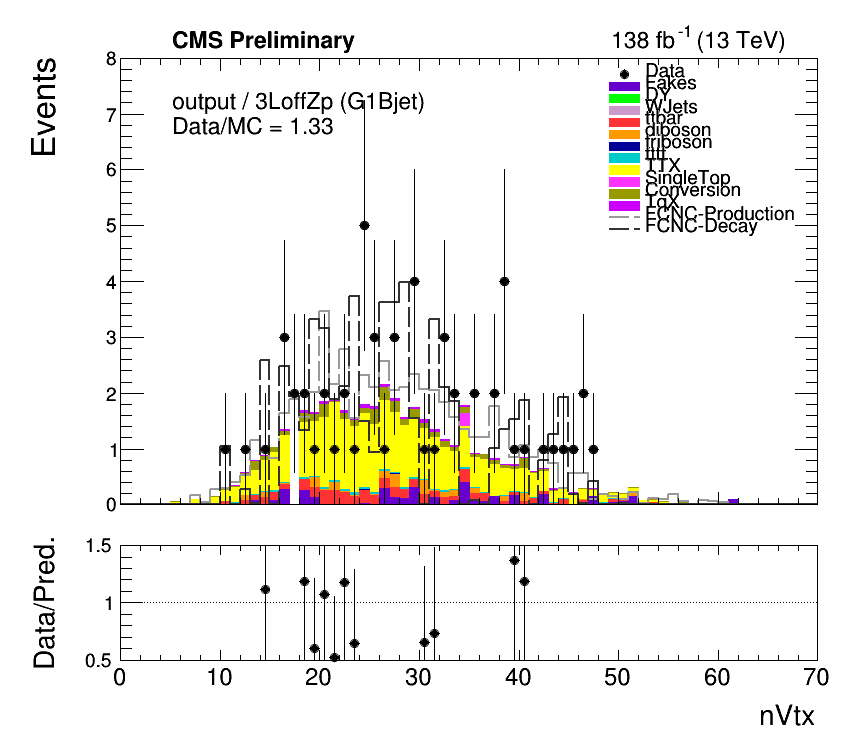 CMS Preliminary
138 fb-1 (13 TeV)
Events
8
7
6
5
4
3
2
1
0
output / 3LoffZp (G1Bjet)
Data/MC = 1.33
Data
Fakes
DY
WJets
ttbar
diboson
triboson
tttt
TTX
SingleTop
Conversion
TqX
FCNC-Production
FCNC-Decay
Data/Pred.
1.5
1
0.5
0 10 20 30 40 50 60 70
nVtx